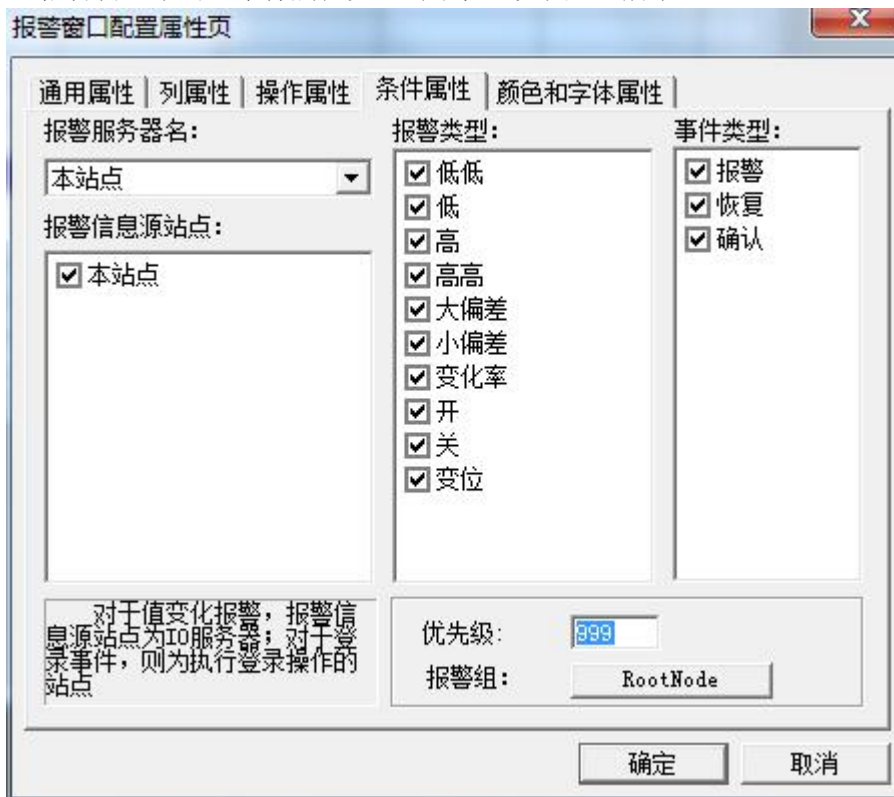 报警窗口配置属性页
通用属性 列属性 操作属性 条件属性 颜色和字体属性
报警服务器名：
本站点
报警信息源站点：
本站点
报警类型：
低低
低
高
高高
大偏差
小偏差
变化率
开
关
变位
事件类型：
报警
恢复
确认
对于值变化报警，报警信
息源站点为IO服务器；对于登
录事件，则为执行登录操作的
站点
优先级： 999
报警组： RootNode
确定 取消